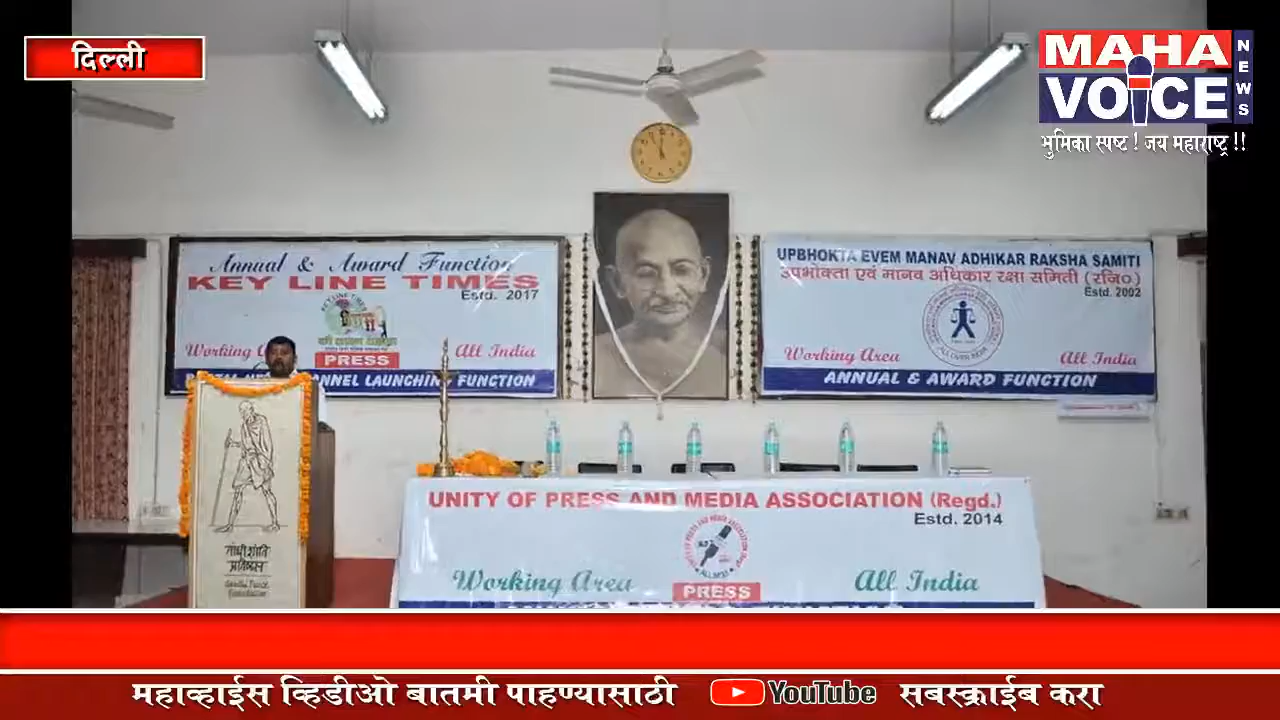 दिल्ली
MAHA
VOICE
NEWS
भुमिका स्पष्ट ! जय महाराष्ट्र !!
Annual & Award Function
KEY LINE TIMES
Estd. 2017
Working
All India
PRESS
LAUNCHING FUNCTION
UPBHOKTA EVEM MANAV ADHIKAR RAKSHA SAMITI
उपभोक्ता एवं मानव अधिकार रक्षा समिती (रजि०)
Estd. 2002
Working Area
All India
ANNUAL & AWARD FUNCTION
UNITY OF PRESS AND MEDIA ASSOCIATION (Regd.)
Estd. 2014
Working Area
All India
PRESS
गांधी शांति
प्रतिष्ठान
Gandhi Peace
Foundation
महाव्हाईस व्हिडीओ बातमी पाहण्यासाठी YouTube सबस्क्राईब करा